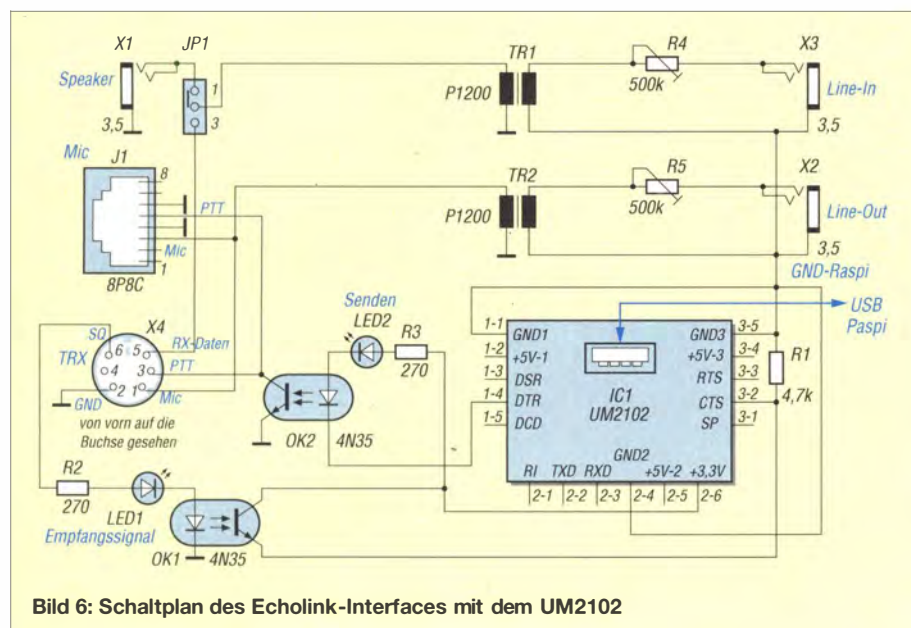 X1
JP1
Speaker
1
3
3,5
Mic
J1
8
PTT
Mic
1
8P8C
TR1
P1200
R4
500k
X3
Line-In
3,5
TR2
P1200
R5
500k
X2
Line-Out
3,5
GND-Raspi
USB
Paspi
SQ
X4
TRX
6
5
RX-Daten
4
3
PTT
GND
2
1
Mic
von vorn auf die
Buchse gesehen
Senden
LED2
R3
270
OK2
4N35
R2
270
LED1
Empfangssignal
OK1
4N35
1-1
GND1
1-2
+5V-1
1-3
DSR
1-4
DTR
1-5
DCD
IC1
UM2102
GND3
3-5
+5V-3
3-4
RTS
3-3
CTS
3-2
SP
3-1
R1
4,7k
GND2
RI
TXD
RXD
+5V-2
+3,3V
2-1
2-2
2-3
2-4
2-5
2-6
Bild 6: Schaltplan des Echolink-Interfaces mit dem UM2102